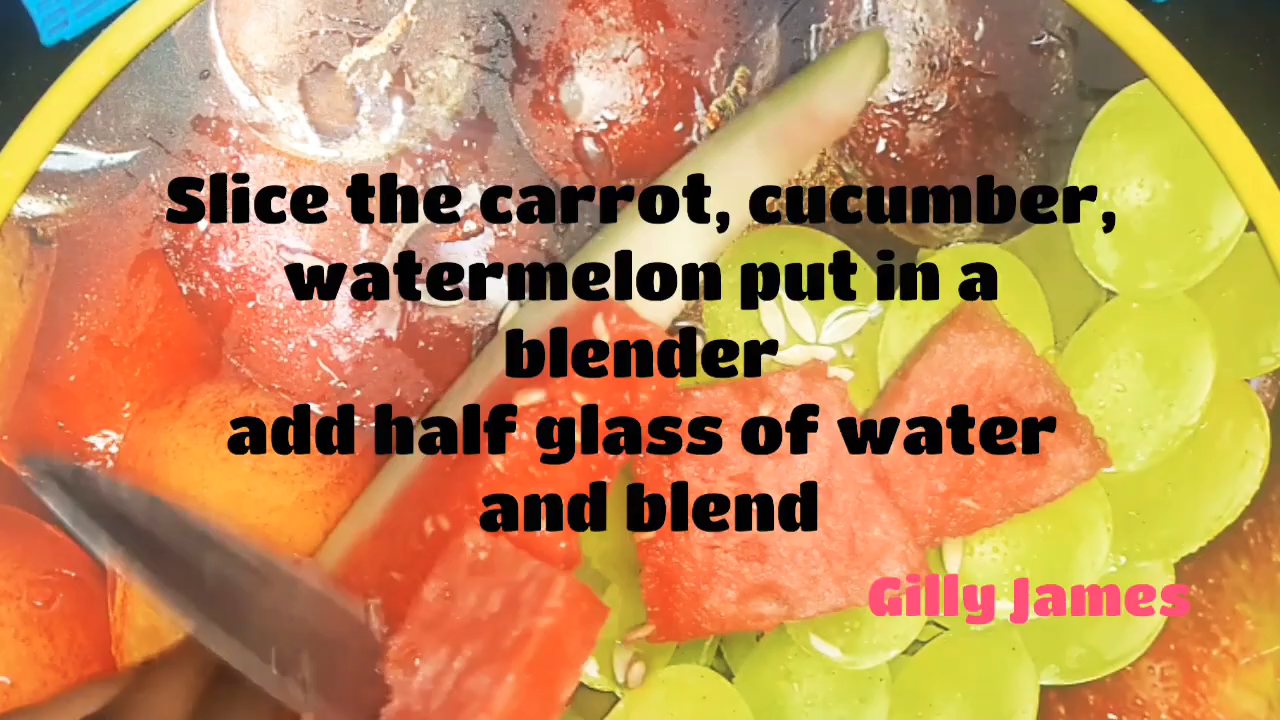 Slice the carrot, cucumber,
watermelon put in a
blender
add half glass of water
and blend
Gilly James